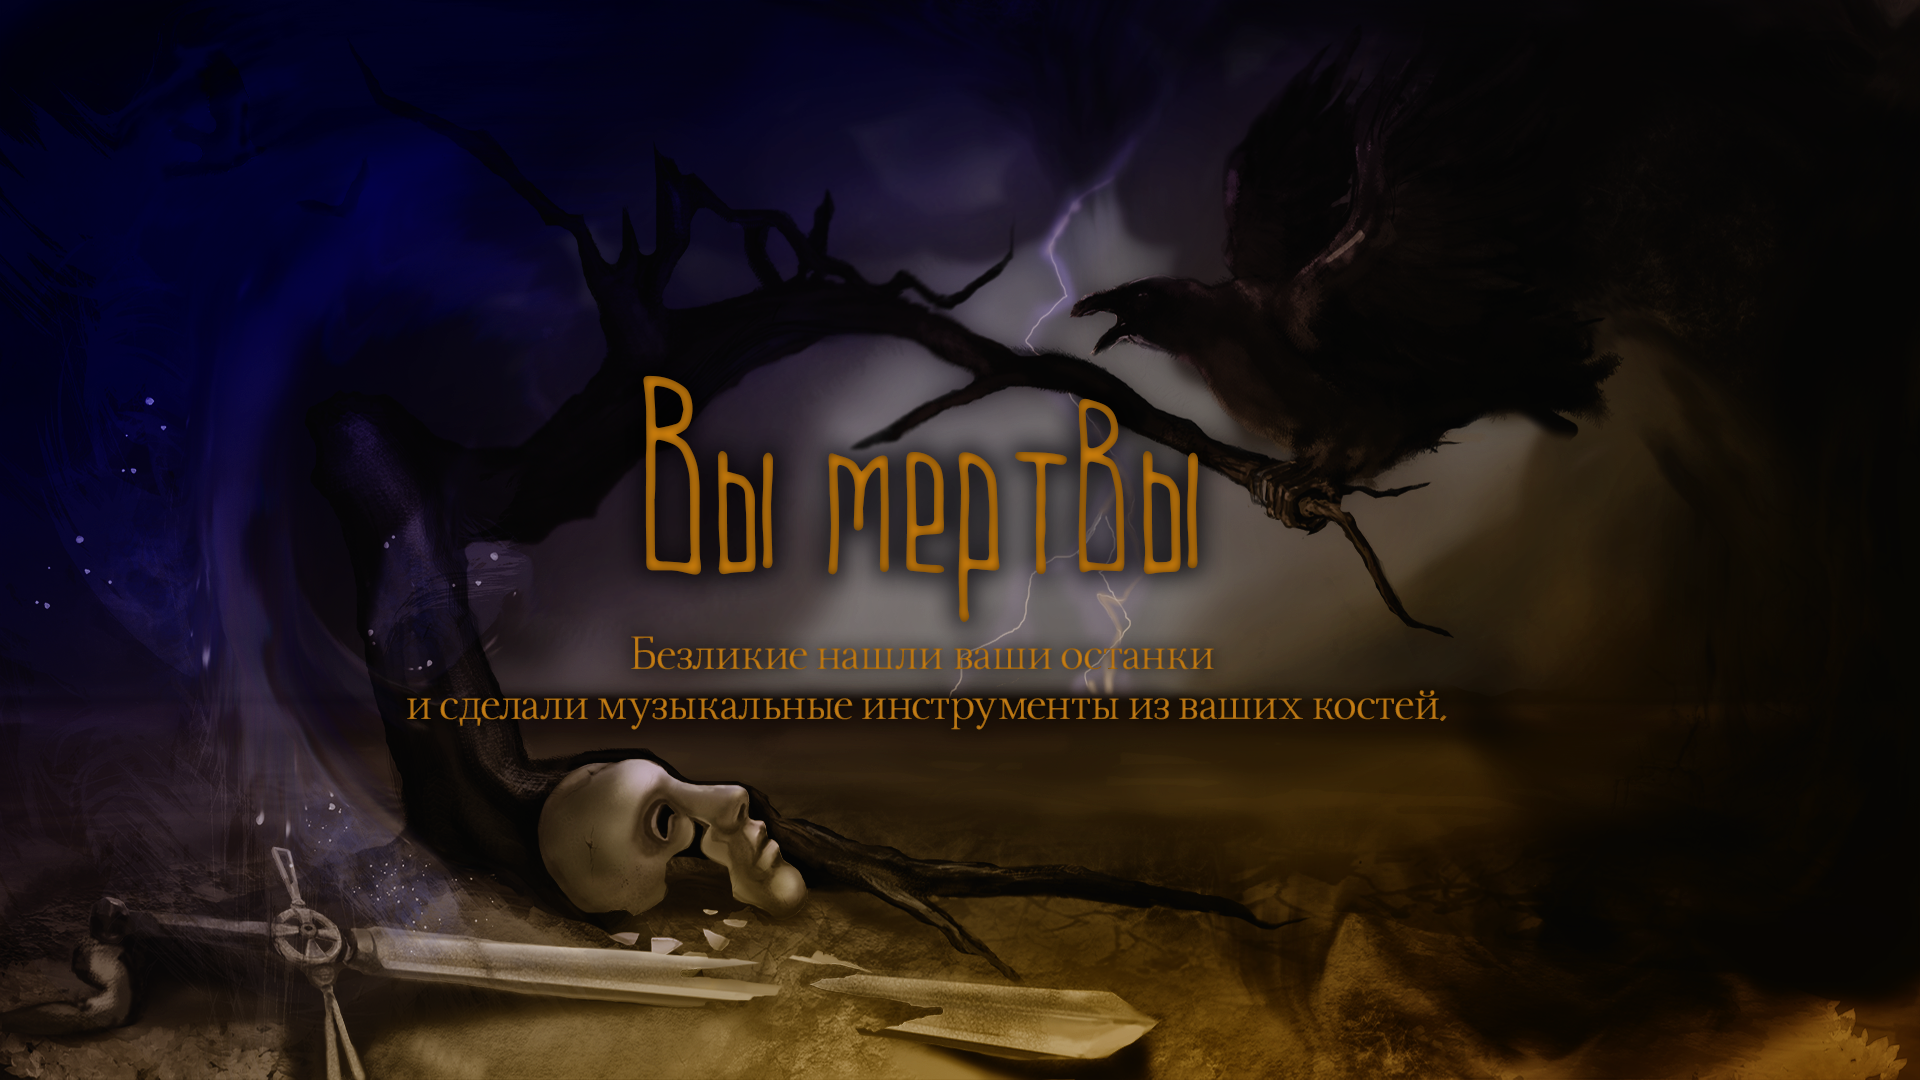 Вы мертвы
Безликие нашли ваши останки
и сделали музыкальные инструменты из ваших костей.